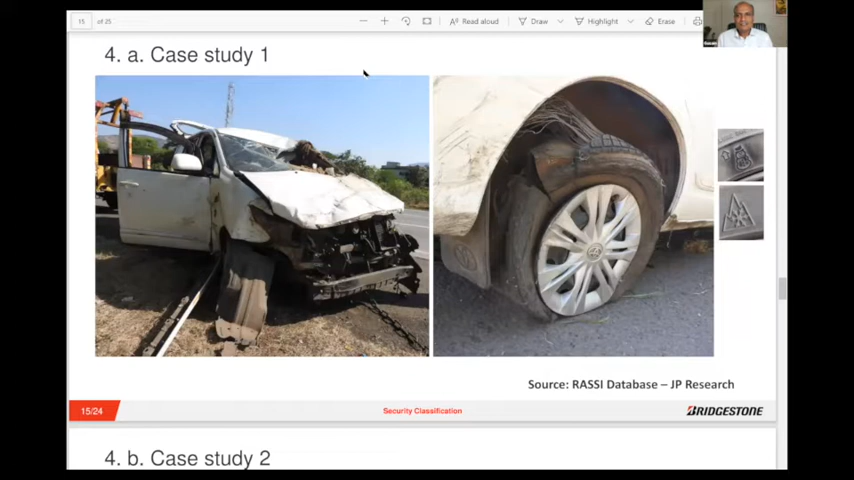 15 of 25
Read aloud
Draw
Highlight
Erase
4. a. Case study 1
Source: RASSI Database – JP Research
15/24
Security Classification
BRIDGESTONE
4. b. Case study 2